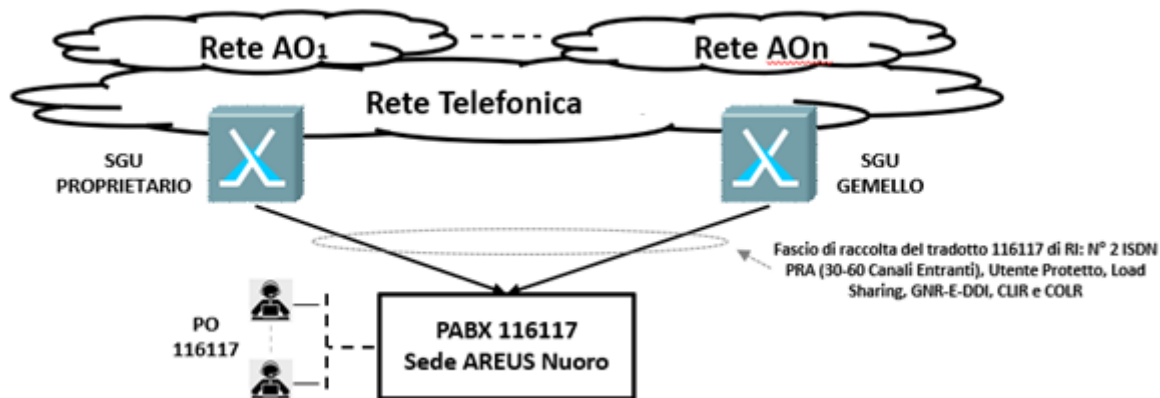 Rete AO1
Rete AOn
Rete Telefonica
SGU
PROPRIETARIO
SGU
GEMELLO
Fascio di raccolta del tradotto 116117 di RI: N° 2 ISDN
PRA (30-60 Canali Entranti), Utente Protetto, Load
Sharing, GNR-E-DDI, CLIR e COLR
PO
116117
PABX 116117
Sede AREUS Nuoro